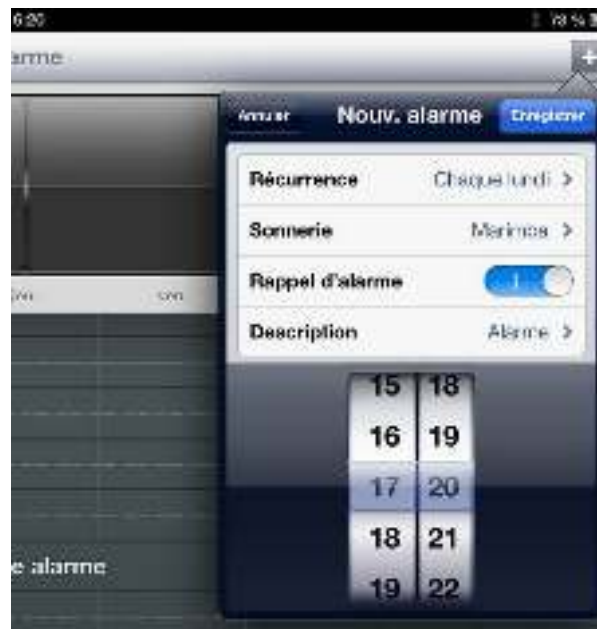 6:20 78 %
arme
Annuler Nouv. alarme Enregistrer
Récurrence Chaque lundi >
Sonnerie Marimba >
Rappel d'alarme
Description Alarme >
15 18
16 19
17 20
18 21
19 22
e alarme